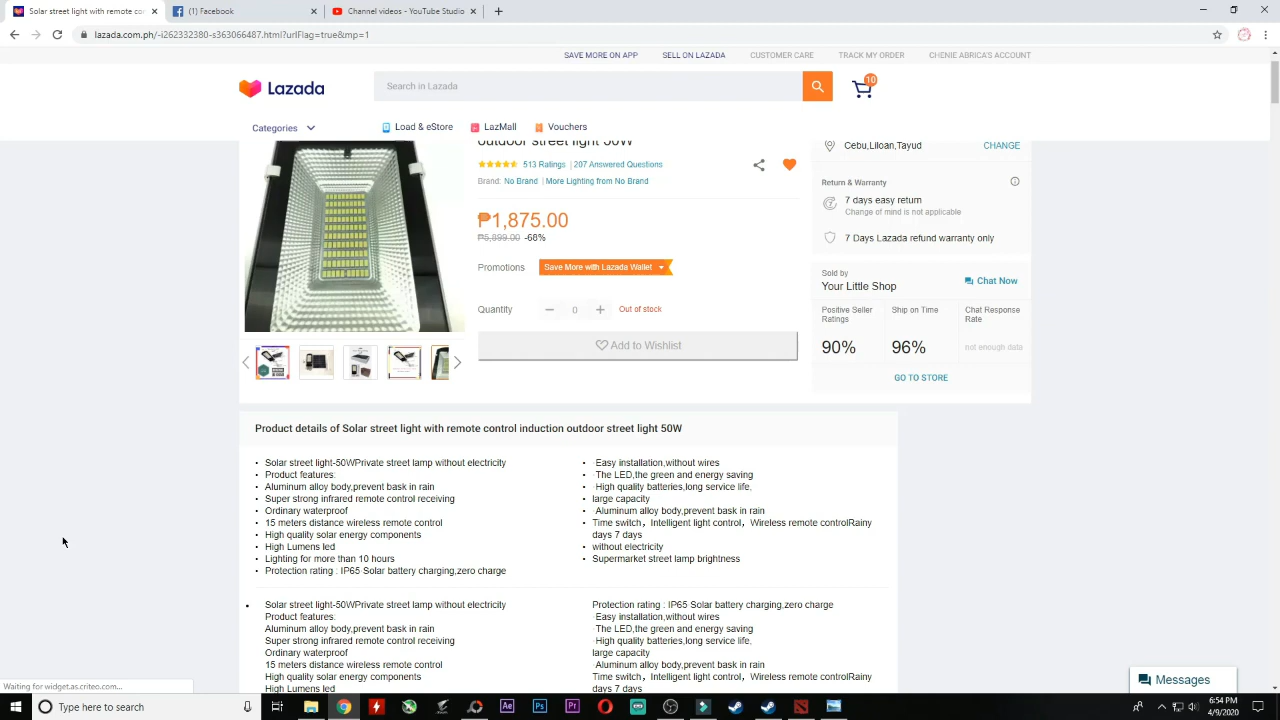 Solar street light with remote con
(1) Facebook
Channel videos - YouTube Studio
lazada.com.ph/-i262332380-s363066487.html?urlFlag=true&mp=1
SAVE MORE ON APP
SELL ON LAZADA
CUSTOMER CARE
TRACK MY ORDER
CHENIE ABRICA'S ACCOUNT
Lazada
Search in Lazada
10
Categories
Load & eStore
LazMall
Vouchers
outdoor street light 50W
513 Ratings | 207 Answered Questions
Brand: No Brand | More Lighting from No Brand
₱1,875.00
₱5,899.00 -68%
Promotions
Save More with Lazada Wallet
Quantity
0
Out of stock
Add to Wishlist
Cebu,Liloan,Tayud
CHANGE
Return & Warranty
7 days easy return
Change of mind is not applicable
7 Days Lazada refund warranty only
Sold by
Your Little Shop
Chat Now
Positive Seller Ratings
90%
Ship on Time
96%
Chat Response Rate
not enough data
GO TO STORE
Product details of Solar street light with remote control induction outdoor street light 50W
· Solar street light-50WPrivate street lamp without electricity
· Product features:
· Aluminum alloy body,prevent bask in rain
· Super strong infrared remote control receiving
· Ordinary waterproof
· 15 meters distance wireless remote control
· High quality solar energy components
· High Lumens led
· Lighting for more than 10 hours
· Protection rating : IP65·Solar battery charging,zero charge
· ·Easy installation,without wires
· ·The LED,the green and energy saving
· ·High quality batteries,long service life,
· large capacity
· ·Aluminum alloy body,prevent bask in rain
· Time switch，Intelligent light control，Wireless remote controlRainy
days 7 days
· without electricity
· ·Supermarket street lamp brightness
· Solar street light-50WPrivate street lamp without electricity
Product features:
Aluminum alloy body,prevent bask in rain
Super strong infrared remote control receiving
Ordinary waterproof
15 meters distance wireless remote control
High quality solar energy components
High Lumens led
Protection rating : IP65 Solar battery charging,zero charge
·Easy installation,without wires
·The LED,the green and energy saving
·High quality batteries,long service life,
large capacity
·Aluminum alloy body,prevent bask in rain
Time switch，Intelligent light control，Wireless remote controlRainy
days 7 days
Messages
Waiting for widget.as.criteo.com...
Type here to search
Ae
Ps
Pr
6:54 PM
4/9/2020